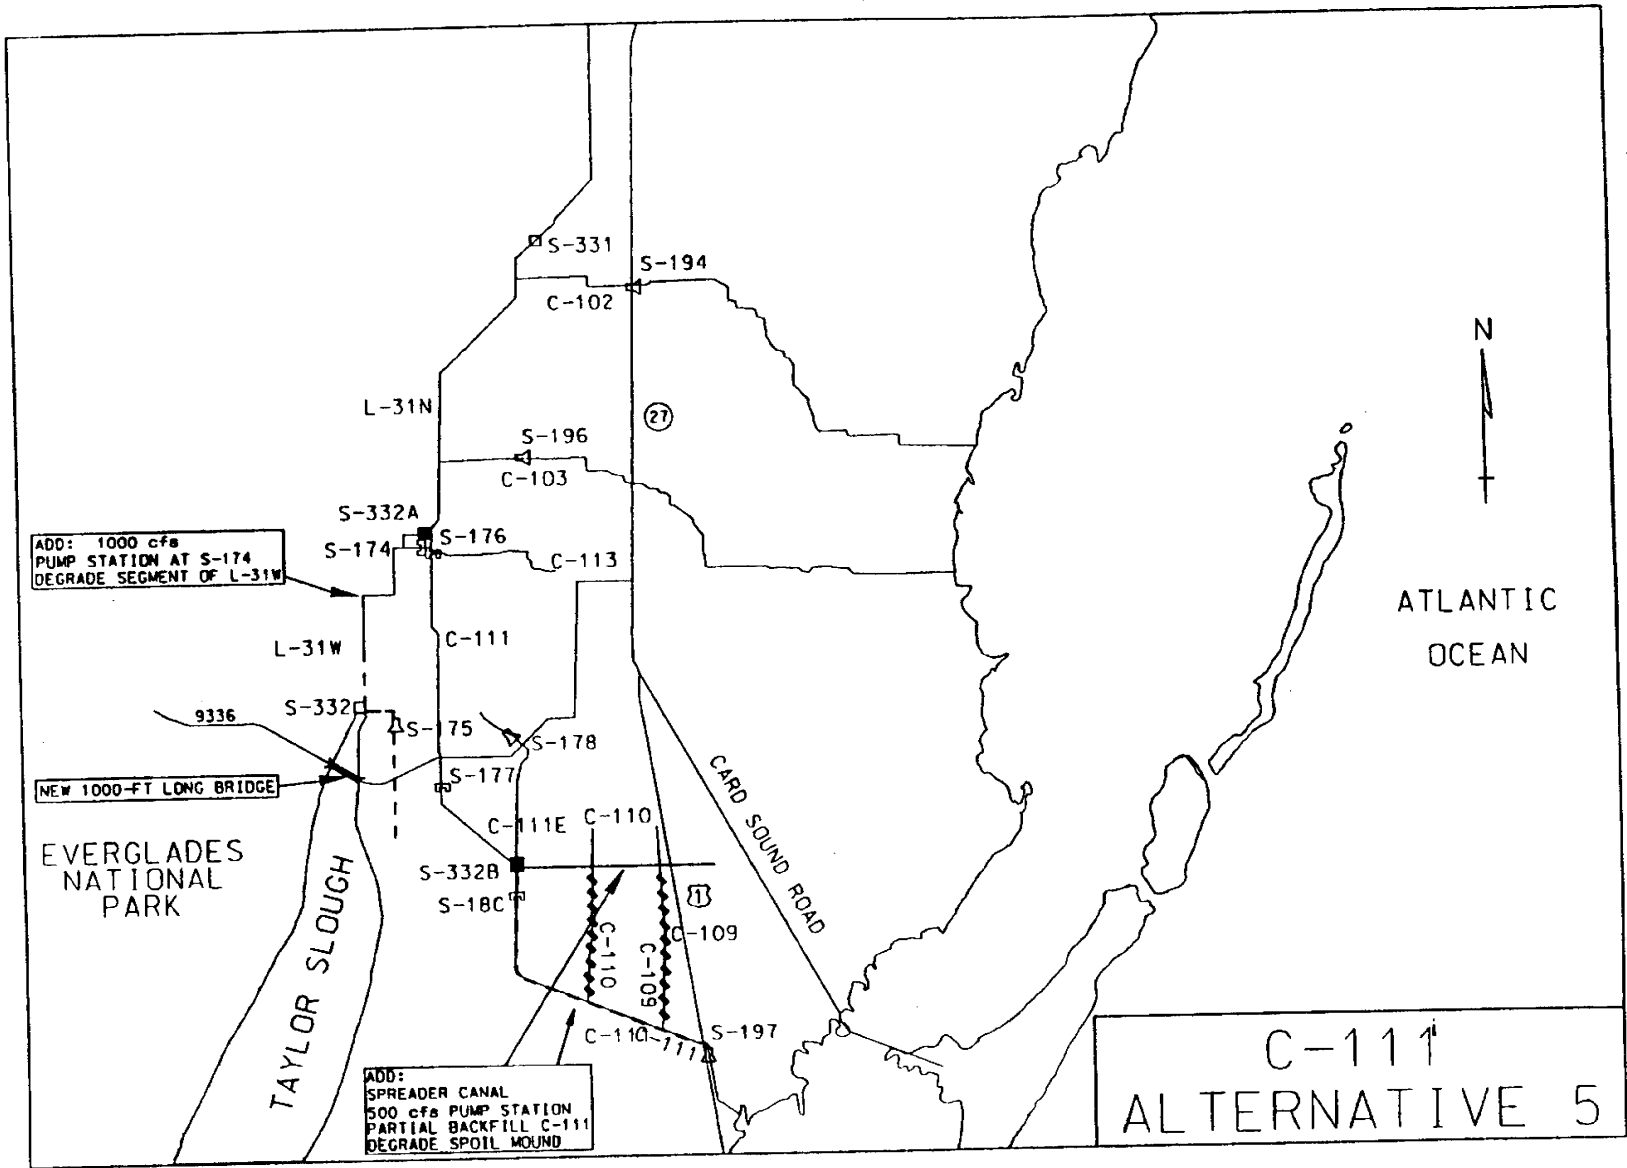 S-331
S-194
C-102
N
L-31N
27
S-196
C-103
S-332A
S-176
S-174
C-113
ADD: 1000 cfs
PUMP STATION AT S-174
DEGRADE SEGMENT OF L-31W
ATLANTIC
OCEAN
C-111
L-31W
S-332
9336
S-175
S-178
S-177
NEW 1000-FT LONG BRIDGE
CARD SOUND ROAD
C-111E
C-110
EVERGLADES
NATIONAL
PARK
S-332B
S-18C
1
TAYLOR SLOUGH
C-110
C-109
C-109
C-110
C-111
S-197
ADD:
SPREADER CANAL
500 cfs PUMP STATION
PARTIAL BACKFILL C-111
DEGRADE SPOIL MOUND
C-111
ALTERNATIVE 5